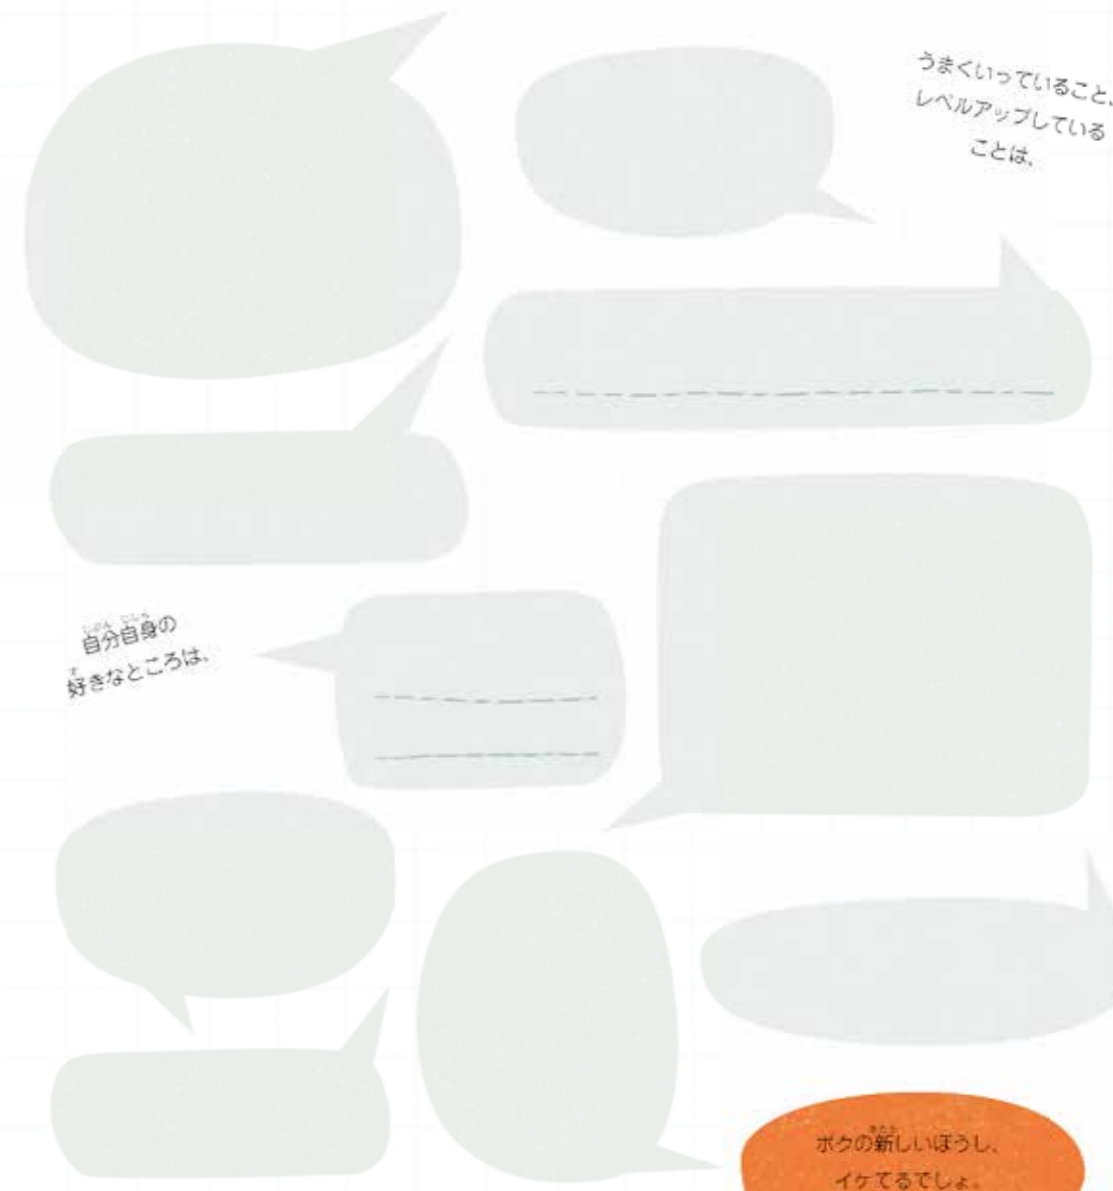 うまくいっていること、
レベルアップしている
ことは、
自分自身の
好きなところは、
ボクの新しいぼうし、
イケてるでしょ。